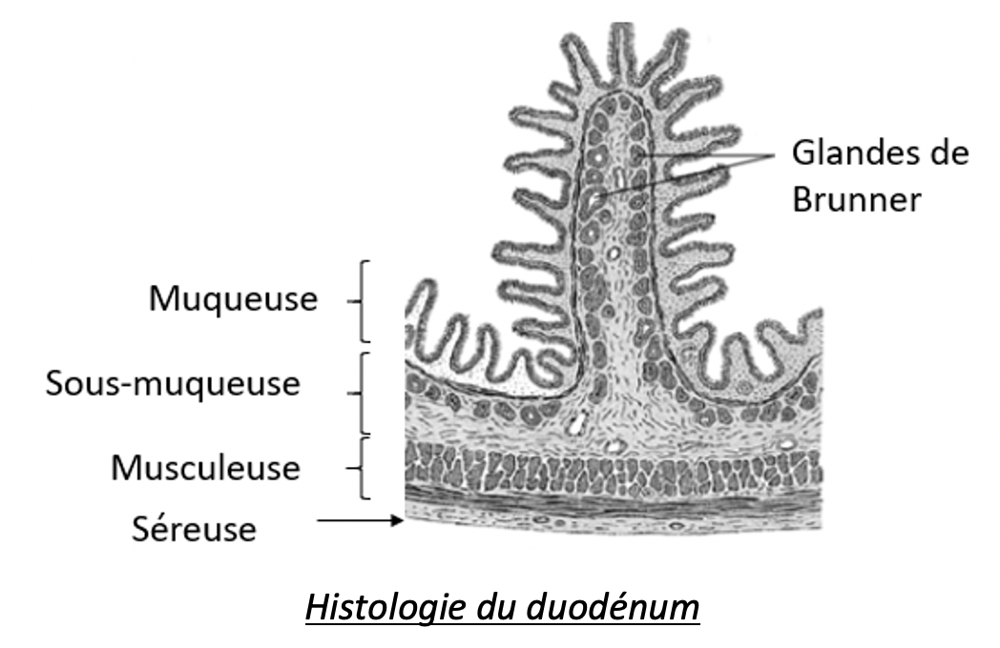 Glandes de
Brunner
Muqueuse
Sous-muqueuse
Musculeuse
Séreuse
Histologie du duodénum